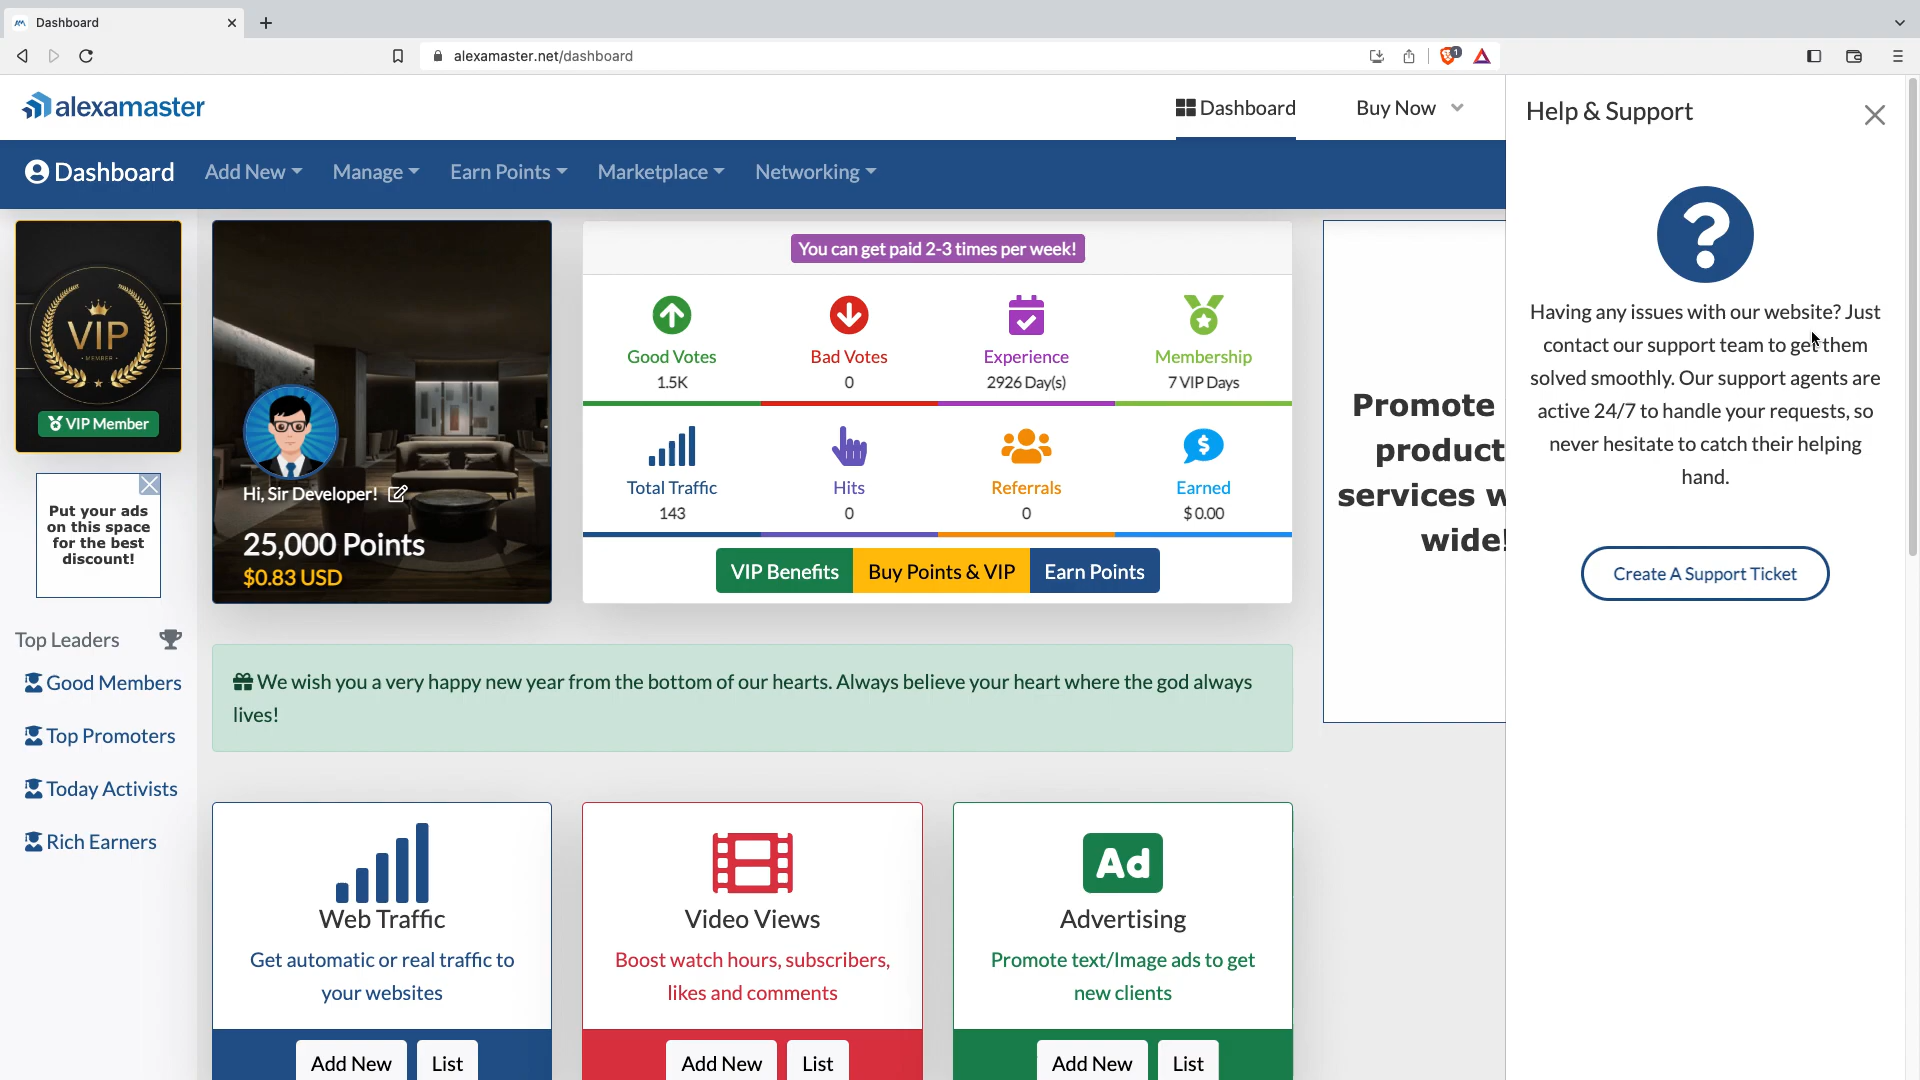 Dashboard
alexamaster.net/dashboard
1
alexamaster
Dashboard
Buy Now
Dashboard
Add New
Manage
Earn Points
Marketplace
Networking
VIP
MEMBER
VIP Member
Put your ads
on this space
for the best
discount!
Top Leaders
Good Members
Top Promoters
Today Activists
Rich Earners
Hi, Sir Developer!
25,000 Points
$0.83 USD
You can get paid 2-3 times per week!
Good Votes
1.5K
Bad Votes
0
Experience
2926 Day(s)
Membership
7 VIP Days
Total Traffic
143
Hits
0
Referrals
0
Earned
$ 0.00
VIP Benefits
Buy Points & VIP
Earn Points
We wish you a very happy new year from the bottom of our hearts. Always believe your heart where the god always
lives!
Promote
product
services w
wide!
Web Traffic
Get automatic or real traffic to
your websites
Add New
List
Video Views
Boost watch hours, subscribers,
likes and comments
Add New
List
Ad
Advertising
Promote text/Image ads to get
new clients
Add New
List
Help & Support
Having any issues with our website? Just
contact our support team to get them
solved smoothly. Our support agents are
active 24/7 to handle your requests, so
never hesitate to catch their helping
hand.
Create A Support Ticket